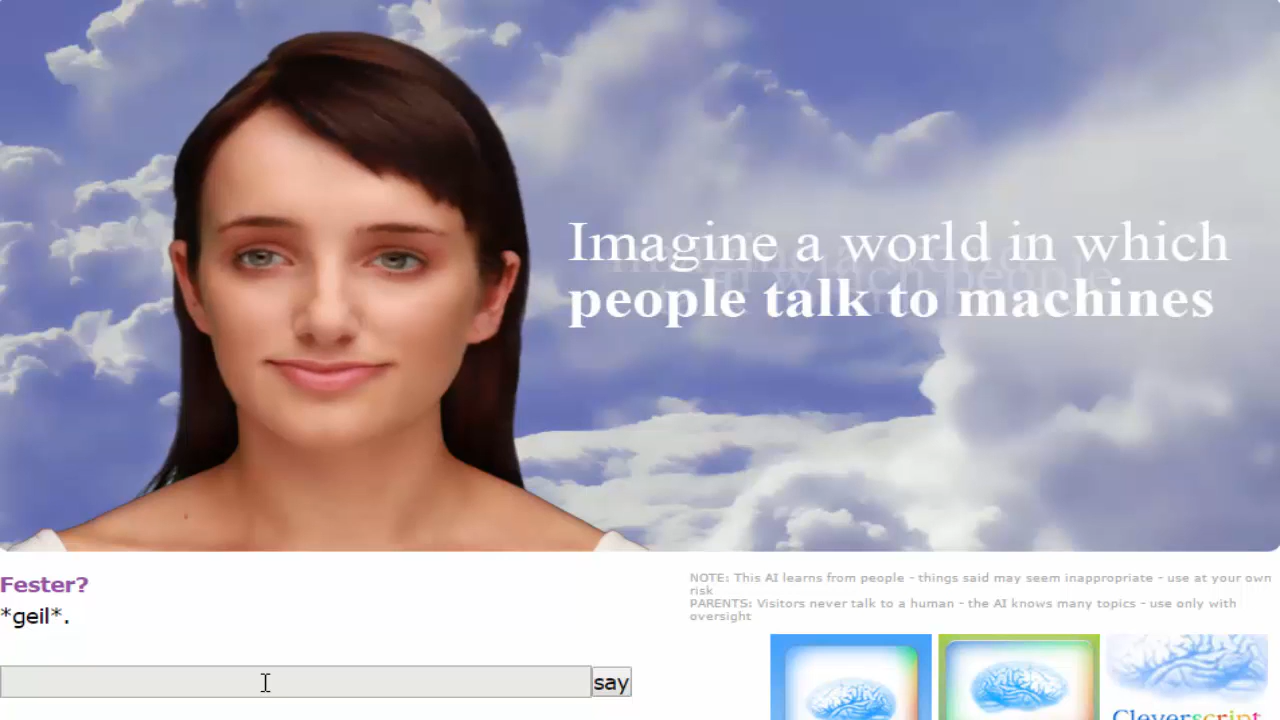 Imagine a world in which
people talk to machines
Fester?
*geil*.
say
NOTE: This AI learns from people - things said may seem inappropriate - use at your own
risk
PARENTS: Visitors never talk to a human - the AI knows many topics - use only with
oversight
Cleverscript